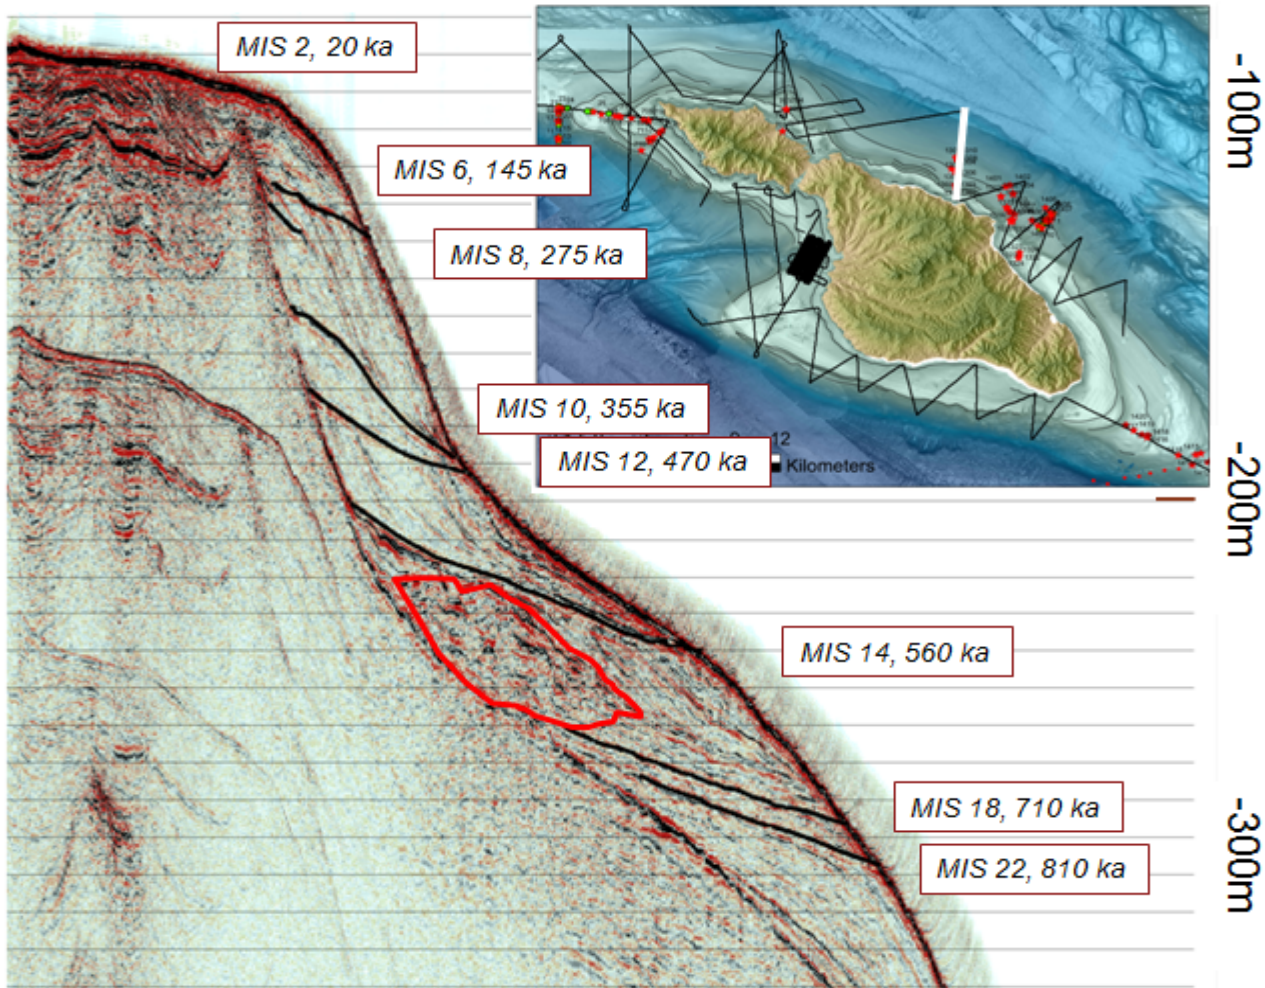 MIS 2, 20 ka
-100m
MIS 6, 145 ka
MIS 8, 275 ka
MIS 10, 355 ka
12
MIS 12, 470 ka
Kilometers
-200m
MIS 14, 560 ka
MIS 18, 710 ka
-300m
MIS 22, 810 ka